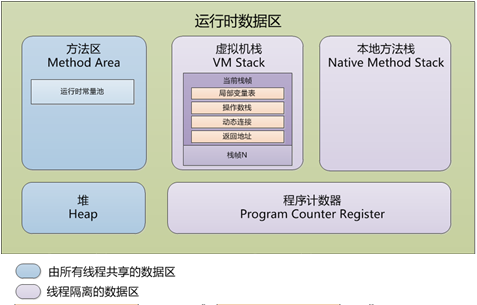 运行时数据区
方法区
Method Area
运行时常量池
虚拟机栈
VM Stack
当前栈帧
局部变量表
操作数栈
动态连接
返回地址
栈帧N
本地方法栈
Native Method Stack
堆
Heap
程序计数器
Program Counter Register
由所有线程共享的数据区
线程隔离的数据区